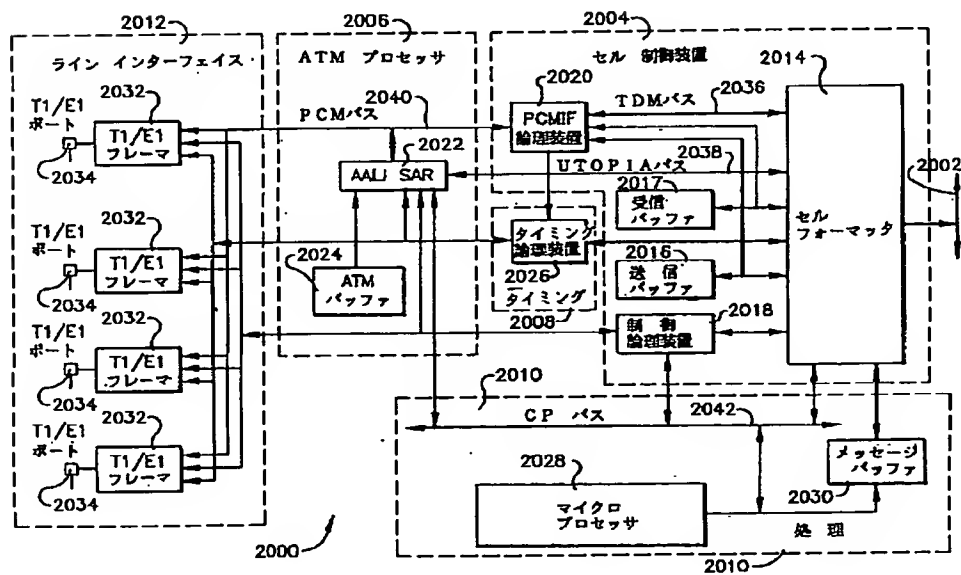 2012
2006
2004
ライン インターフェイス
ATM プロセッサ
セル 制御装置
2014
T1/E1
ポート
2032
T1/E1
フレーマ
2034
PCMバス
2040
2020
PCMIF
論理装置
TDMバス
2036
2022
AAL1 SAR
UTOPIAバス
2038
2002
2017
受信
バッファ
セル
フォーマッタ
T1/E1
ポート
2032
T1/E1
フレーマ
2034
2024
ATM
バッファ
タイミング
論理装置
2026
タイミング
2008
2016
送信
バッファ
2018
制御
論理装置
T1/E1
ポート
2032
T1/E1
フレーマ
2034
2010
CP バス
2042
T1/E1
ポート
2032
T1/E1
フレーマ
2034
2028
マイクロ
プロセッサ
メッセージ
バッファ
2030
処理
2000
2010